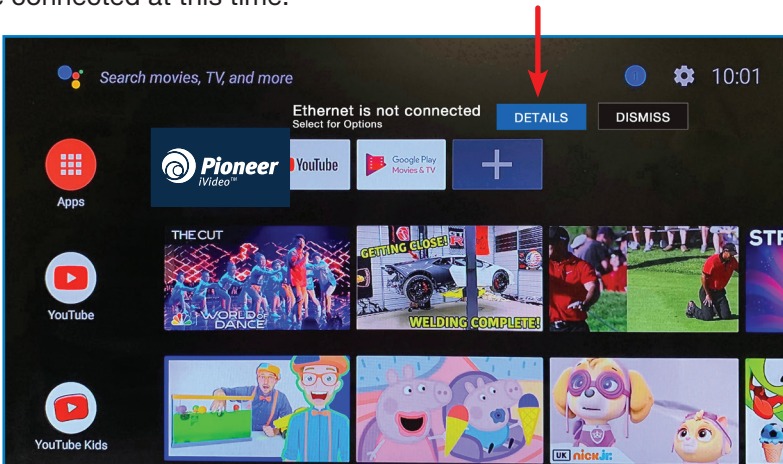 e connected at this time.
Search movies, TV, and more
10:01
Ethernet is not connected
Select for Options
DETAILS
DISMISS
Pioneer
iVideo™
YouTube
Google Play
Movies & TV
Apps
THE CUT
WORLD OF
DANCE
GETTING CLOSE!
WELDING COMPLETE!
STR
YouTube
UK nick jr.
YouTube Kids